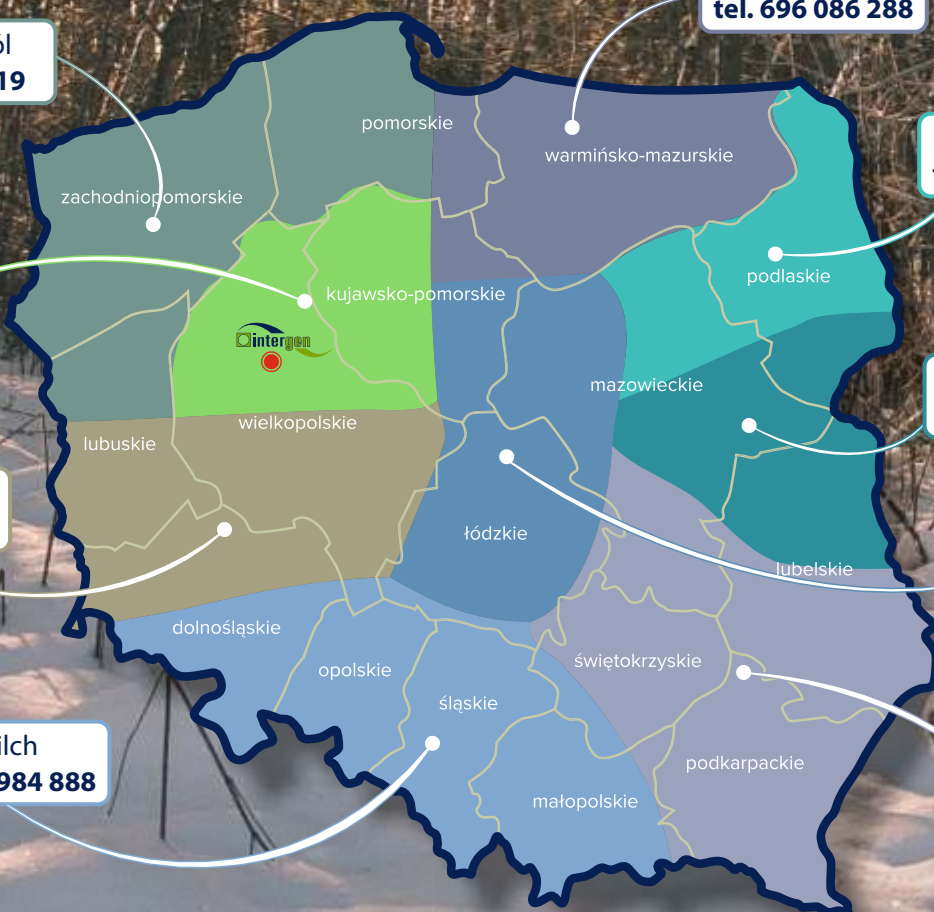 tel. 696 086 288
19
pomorskie
warmińsko-mazurskie
zachodniopomorskie
podlaskie
kujawsko-pomorskie
intergen
mazowieckie
wielkopolskie
lubuskie
łódzkie
lubelskie
dolnośląskie
świętokrzyskie
opolskie
śląskie
ilch
984 888
podkarpackie
małopolskie